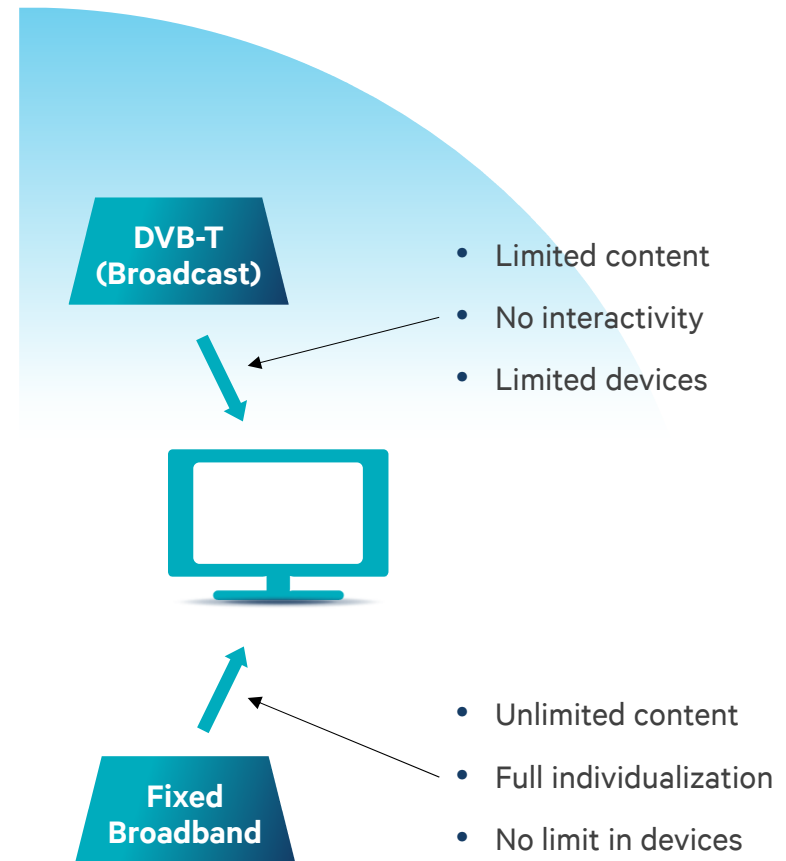 DVB-T
(Broadcast)
• Limited content
• No interactivity
• Limited devices
• Unlimited content
• Full individualization
• No limit in devices
Fixed
Broadband